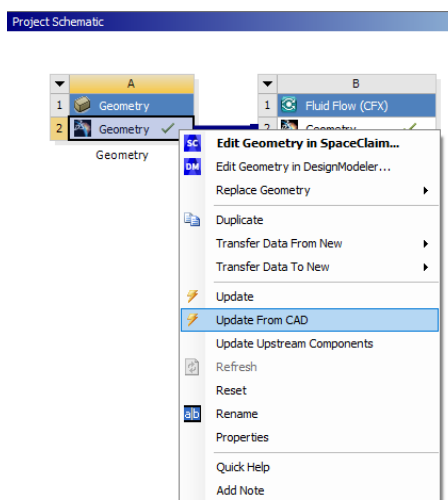 Project Schematic
A
1 Geometry
2 Geometry
Geometry
B
1 Fluid Flow (CFX)
2 Geometry
SC Edit Geometry in SpaceClaim...
DM Edit Geometry in DesignModeler...
Replace Geometry
Duplicate
Transfer Data From New
Transfer Data To New
Update
Update From CAD
Update Upstream Components
Refresh
Reset
a|b Rename
Properties
Quick Help
Add Note